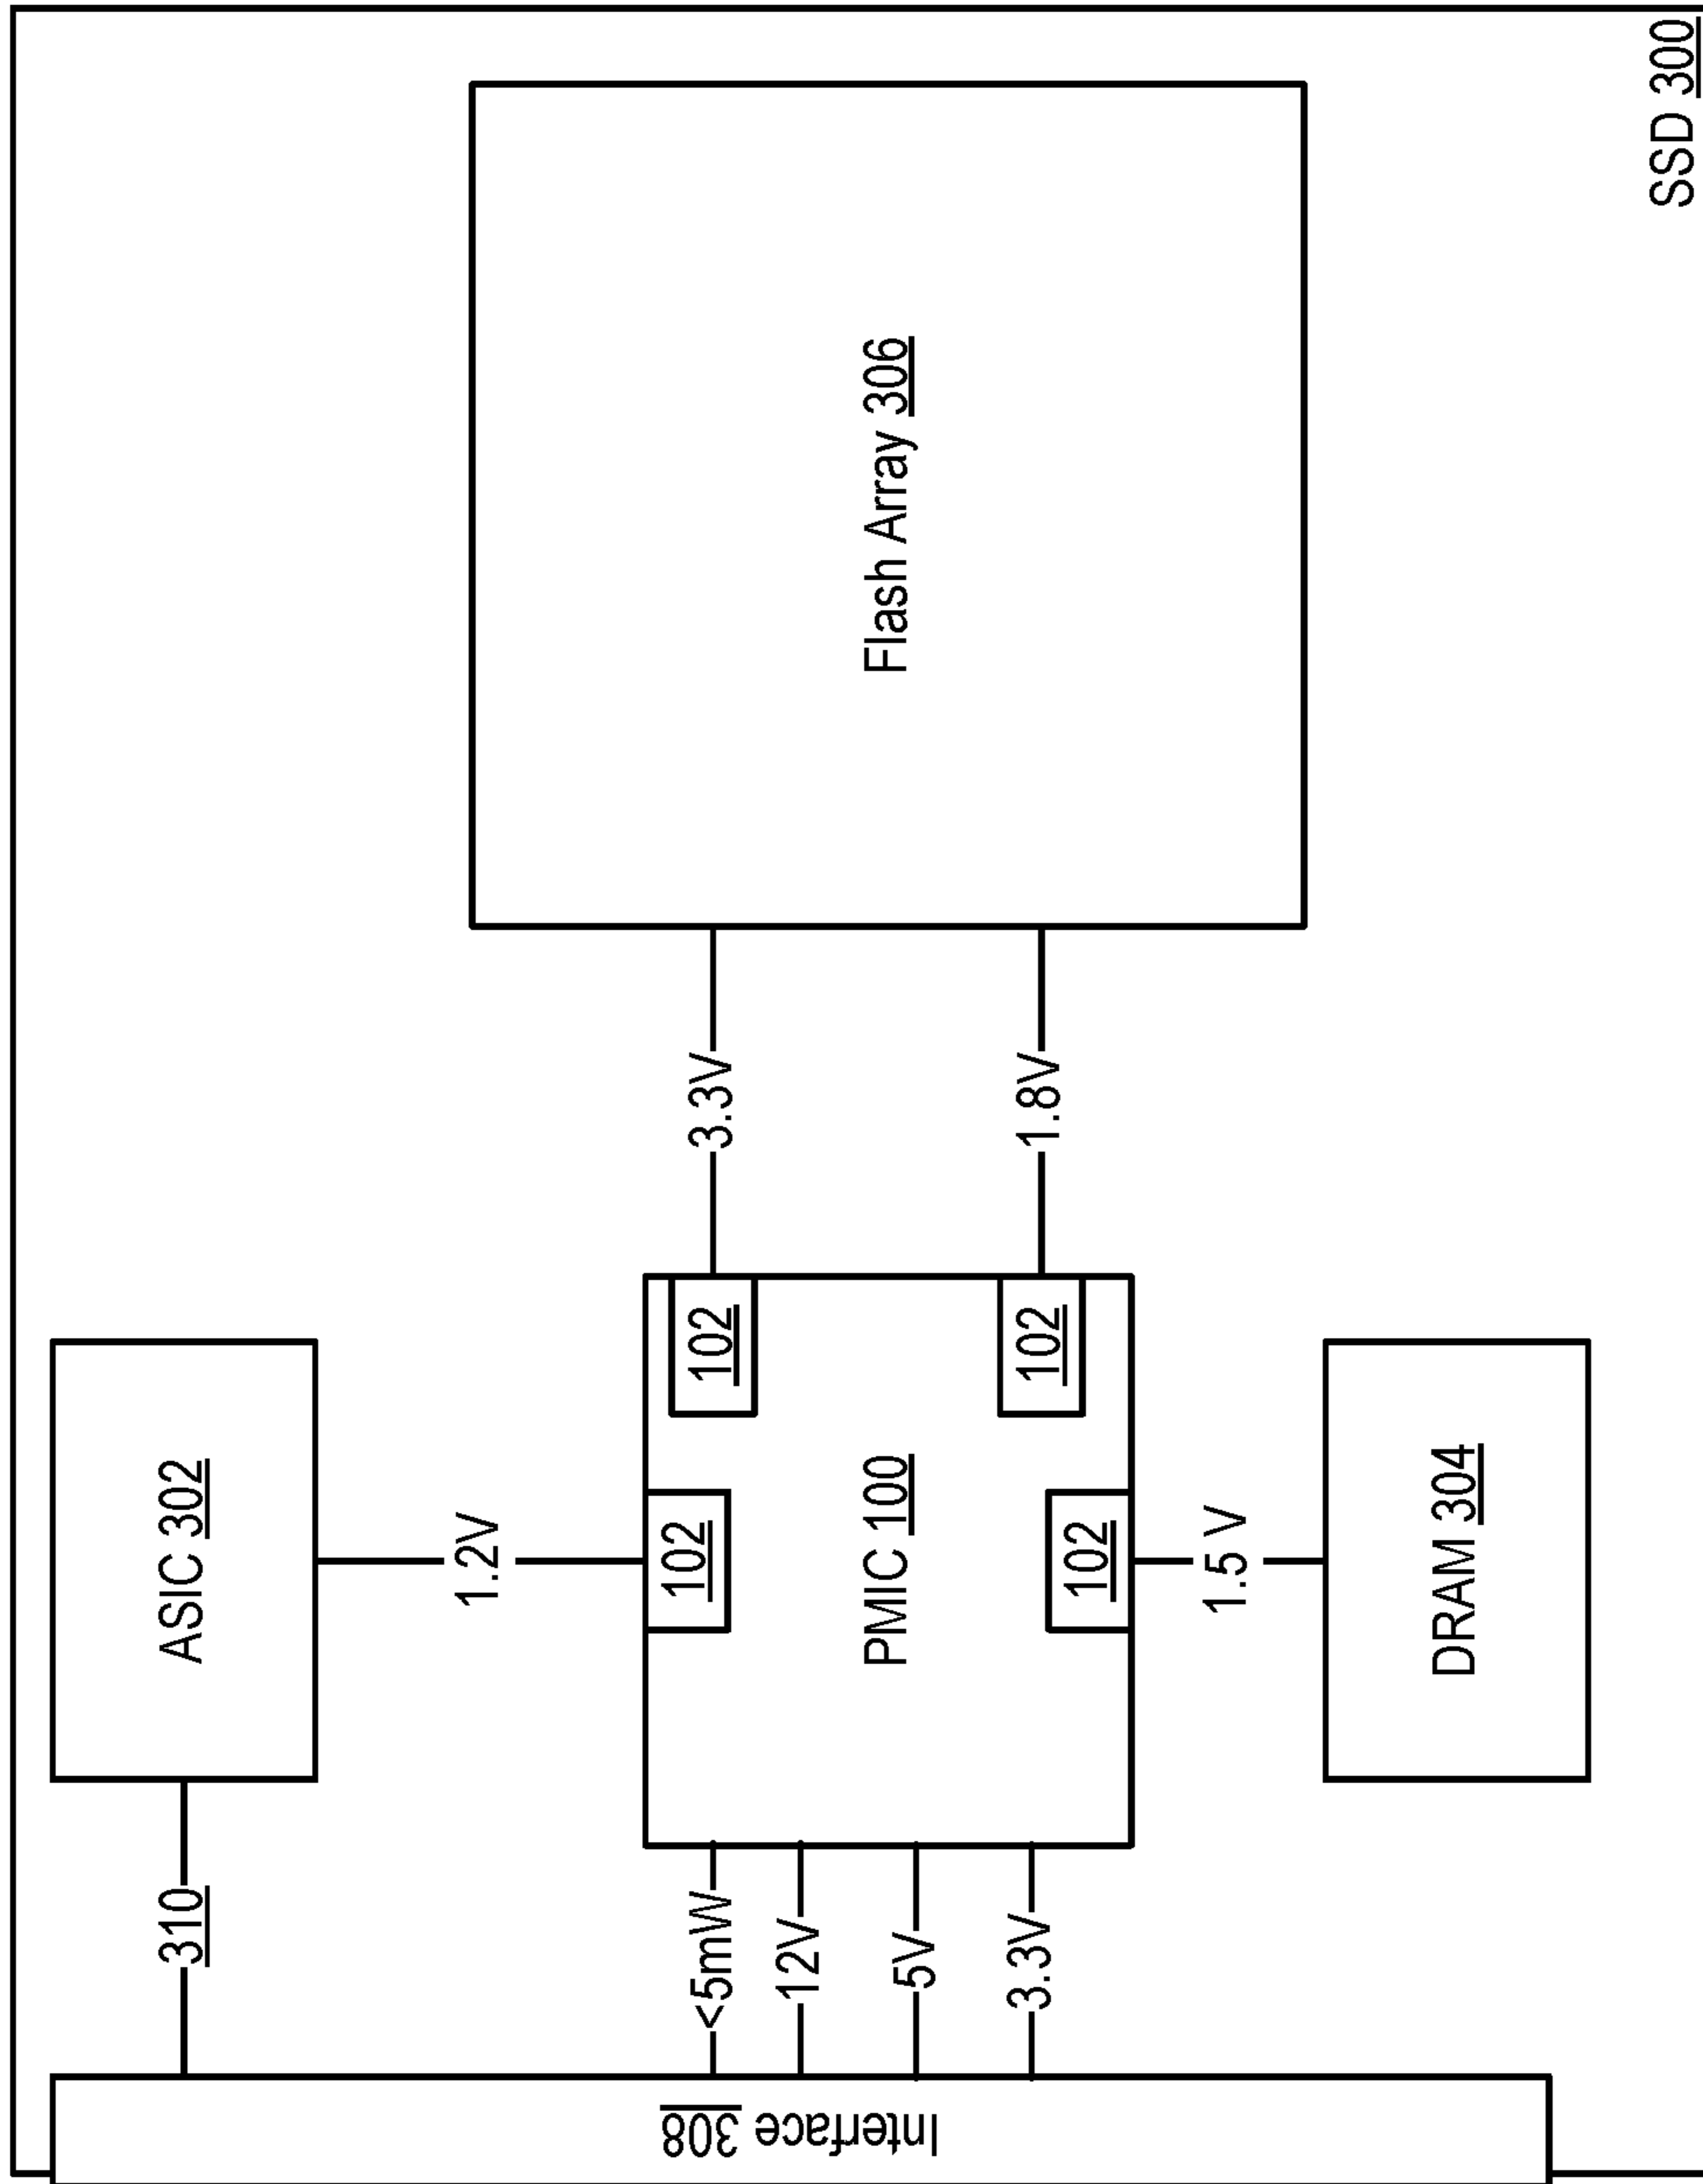 ASIC 302
310
1.2V
Interface 308
<5mW
12V
5V
3.3V
102
102
PMIC 100
102
102
3.3V
1.8V
Flash Array 306
1.5 V
DRAM 304
SSD 300